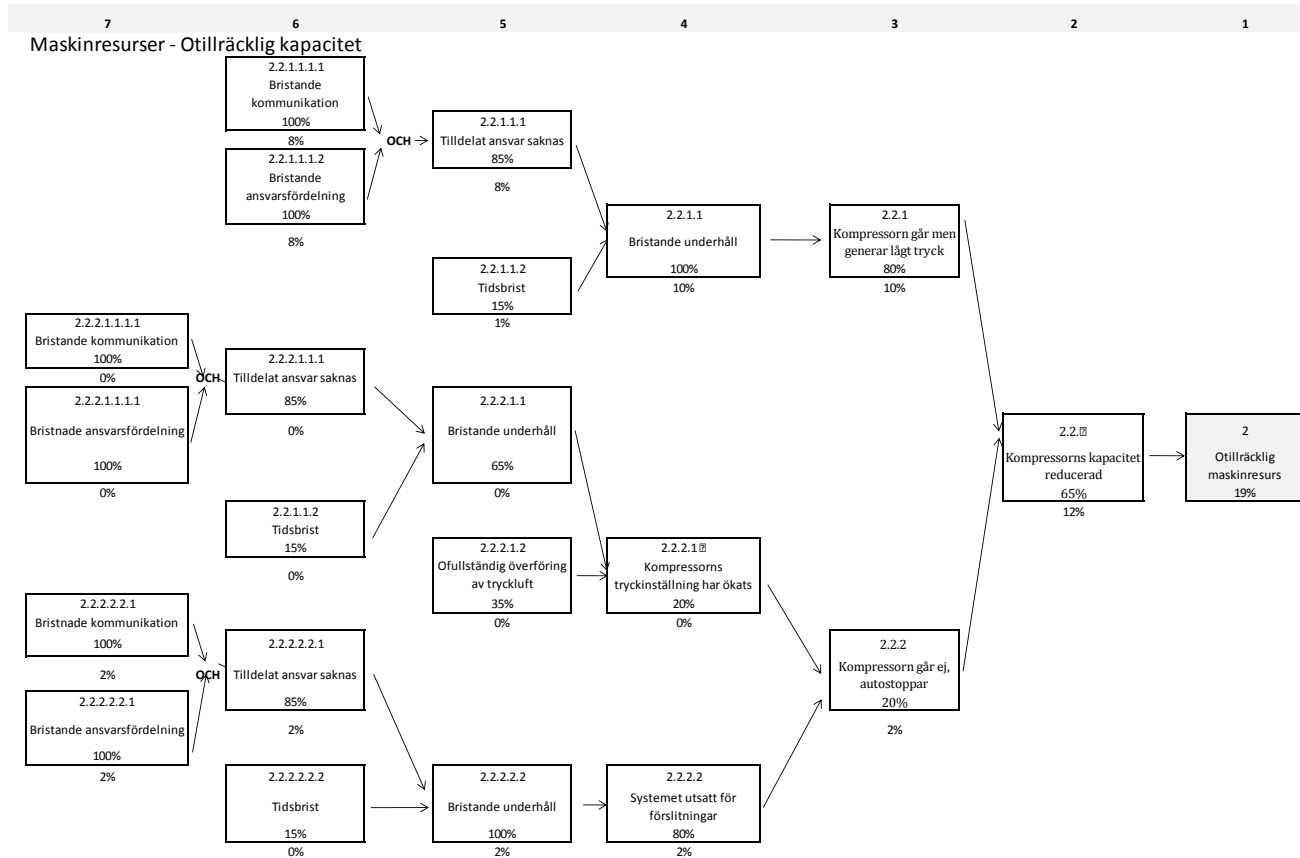 7 6 5 4 3 2 1
Maskinresurser - Otillräcklig kapacitet
2.2.1.1.1.1
Bristande
kommunikation
100%
8%
OCH
2.2.1.1.1.2
Bristande
ansvarsfördelning
100%
8%
2.2.1.1.1
Tilldelat ansvar saknas
85%
8%
2.2.1.1.2
Tidsbrist
15%
1%
2.2.1.1
Bristande underhåll
100%
10%
2.2.1
Kompressorn går men
generar lågt tryck
80%
10%
2.2.2.1.1.1.1
Bristande kommunikation
100%
0%
OCH
2.2.2.1.1.1.1
Bristnade ansvarsfördelning
100%
0%
2.2.2.1.1.1
Tilldelat ansvar saknas
85%
0%
2.2.1.1.2
Tidsbrist
15%
0%
2.2.2.1.1
Bristande underhåll
65%
0%
2.2.2.1.2
Ofullständig överföring
av tryckluft
35%
0%
2.2.2.1
Kompressorns
tryckinställning har ökats
20%
0%
2.2.2.2.2.1
Bristnade kommunikation
100%
2%
OCH
2.2.2.2.2.1
Bristande ansvarsfördelning
100%
2%
2.2.2.2.2.1
Tilldelat ansvar saknas
85%
2%
2.2.2.2.2.2
Tidsbrist
15%
0%
2.2.2.2.2
Bristande underhåll
100%
2%
2.2.2.2
Systemet utsatt för
förslitningar
80%
2%
2.2.2
Kompressorn går ej,
autostoppar
20%
2%
2.2.
Kompressorns kapacitet
reducerad
65%
12%
2
Otillräcklig
maskinresurs
19%